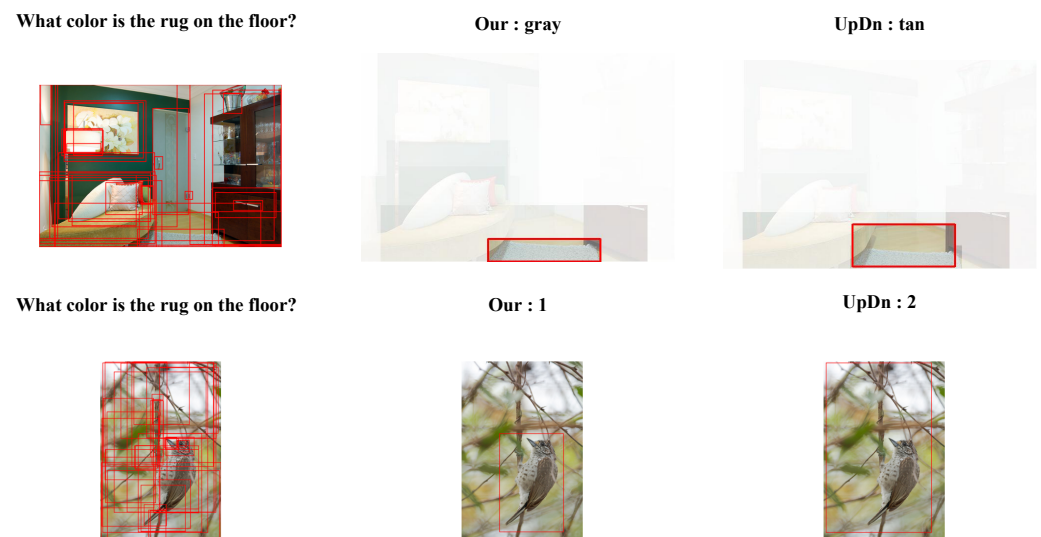 What color is the rug on the floor?
Our : gray
UpDn : tan
What color is the rug on the floor?
Our : 1
UpDn : 2